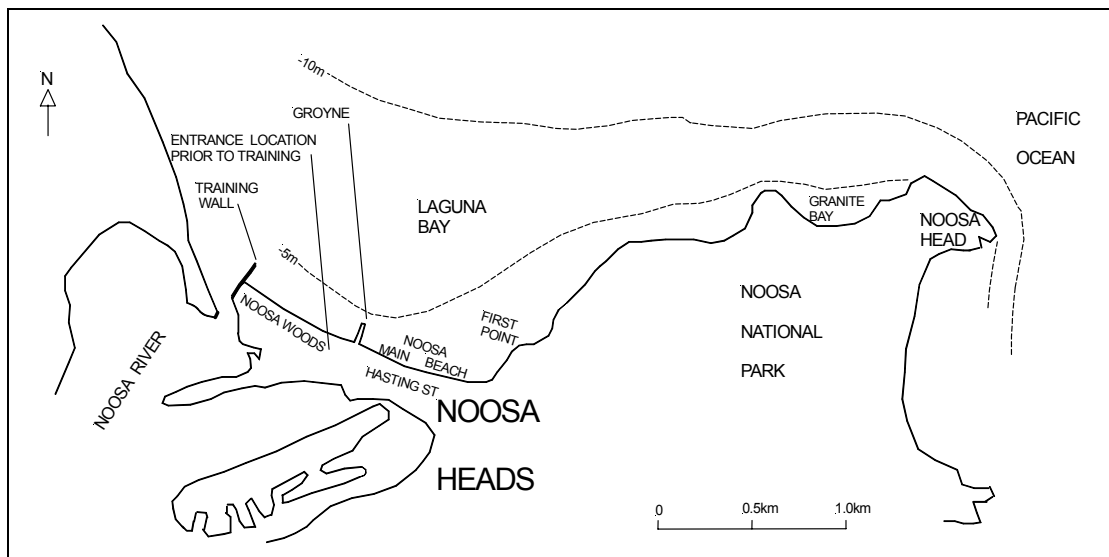 -10m
N
GROYNE
PACIFIC
OCEAN
ENTRANCE LOCATION
PRIOR TO TRAINING
TRAINING
WALL
LAGUNA
BAY
GRANITE
BAY
NOOSA
HEAD
-5m
NOOSA WOODS
FIRST
POINT
NOOSA
MAIN BEACH
HASTING ST.
NOOSA
NATIONAL
PARK
NOOSA RIVER
NOOSA
HEADS
0 0.5km 1.0km